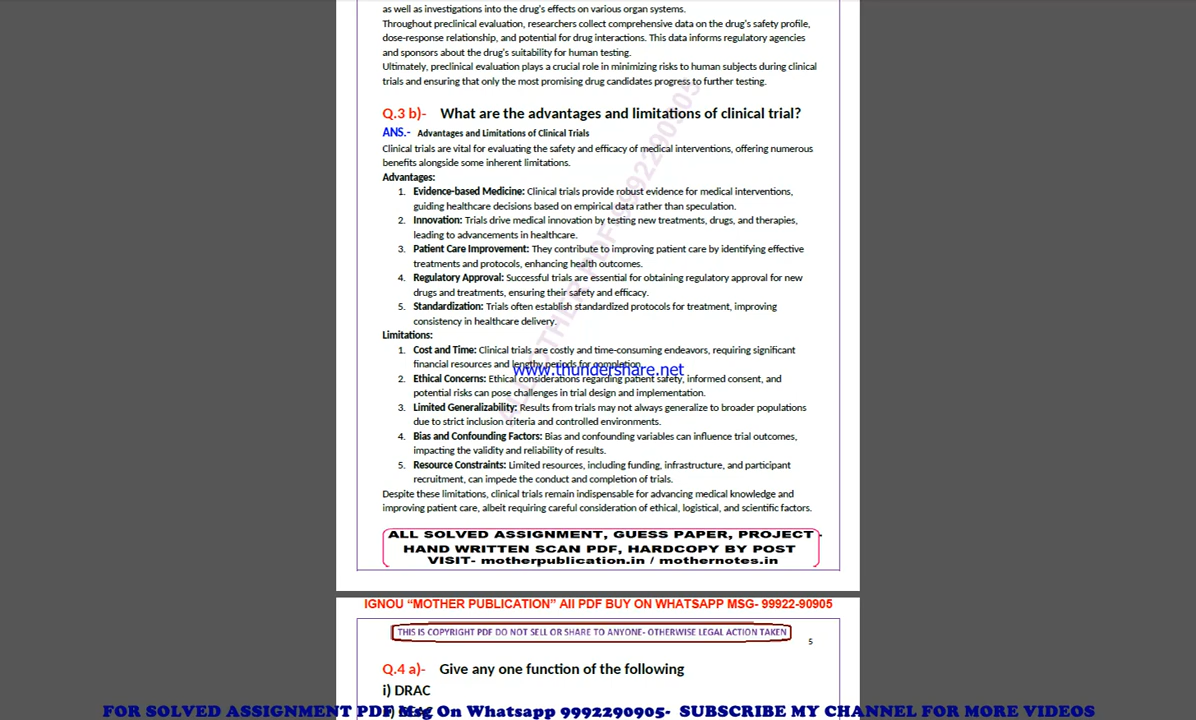 as well as investigations into the drug's effects on various organ systems.
Throughout preclinical evaluation, researchers collect comprehensive data on the drug's safety profile,
dose-response relationship, and potential for drug interactions. This data informs regulatory agencies
and sponsors about the drug's suitability for human testing.
Ultimately, preclinical evaluation plays a crucial role in minimizing risks to human subjects during clinical
trials and ensuring that only the most promising drug candidates progress to further testing.
Q.3 b)- What are the advantages and limitations of clinical trial?
ANS.- Advantages and Limitations of Clinical Trials
Clinical trials are vital for evaluating the safety and efficacy of medical interventions, offering numerous
benefits alongside some inherent limitations.
Advantages:
1. Evidence-based Medicine: Clinical trials provide robust evidence for medical interventions,
guiding healthcare decisions based on empirical data rather than speculation.
2. Innovation: Trials drive medical innovation by testing new treatments, drugs, and therapies,
leading to advancements in healthcare.
3. Patient Care Improvement: They contribute to improving patient care by identifying effective
treatments and protocols, enhancing health outcomes.
4. Regulatory Approval: Successful trials are essential for obtaining regulatory approval for new
drugs and treatments, ensuring their safety and efficacy.
5. Standardization: Trials often establish standardized protocols for treatment, improving
consistency in healthcare delivery.
Limitations:
1. Cost and Time: Clinical trials are costly and time-consuming endeavors, requiring significant
financial resources and lengthy periods for completion.
www.thundershare.net
2. Ethical Concerns: Ethical considerations regarding patient safety, informed consent, and
potential risks can pose challenges in trial design and implementation.
3. Limited Generalizability: Results from trials may not always generalize to broader populations
due to strict inclusion criteria and controlled environments.
4. Bias and Confounding Factors: Bias and confounding variables can influence trial outcomes,
impacting the validity and reliability of results.
5. Resource Constraints: Limited resources, including funding, infrastructure, and participant
recruitment, can impede the conduct and completion of trials.
Despite these limitations, clinical trials remain indispensable for advancing medical knowledge and
improving patient care, albeit requiring careful consideration of ethical, logistical, and scientific factors.
ALL SOLVED ASSIGNMENT, GUESS PAPER, PROJECT -
HAND WRITTEN SCAN PDF, HARDCOPY BY POST
VISIT- motherpublication.in / mothernotes.in
IGNOU “MOTHER PUBLICATION” All PDF BUY ON WHATSAPP MSG- 99922-90905
THIS IS COPYRIGHT PDF DO NOT SELL OR SHARE TO ANYONE- OTHERWISE LEGAL ACTION TAKEN
5
Q.4 a)- Give any one function of the following
i) DRAC
FOR SOLVED ASSIGNMENT PDF Msg On Whatsapp 9992290905- SUBSCRIBE MY CHANNEL FOR MORE VIDEOS